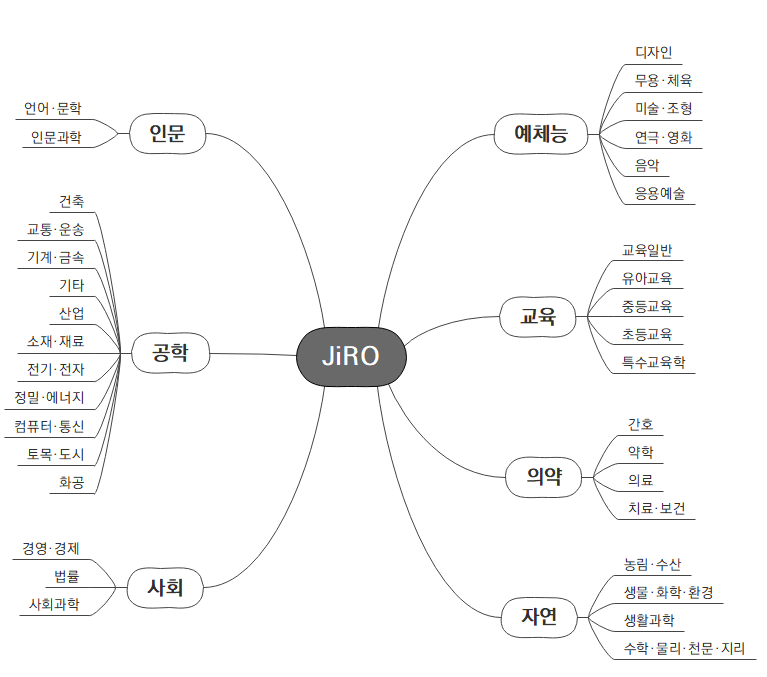 JiRO
인문
언어·문학
인문과학
공학
건축
교통·운송
기계·금속
기타
산업
소재·재료
전기·전자
정밀·에너지
컴퓨터·통신
토목·도시
화공
사회
경영·경제
법률
사회과학
예체능
디자인
무용·체육
미술·조형
연극·영화
음악
응용예술
교육
교육일반
유아교육
중등교육
초등교육
특수교육학
의약
간호
약학
의료
치료·보건
자연
농림·수산
생물·화학·환경
생활과학
수학·물리·천문·지리